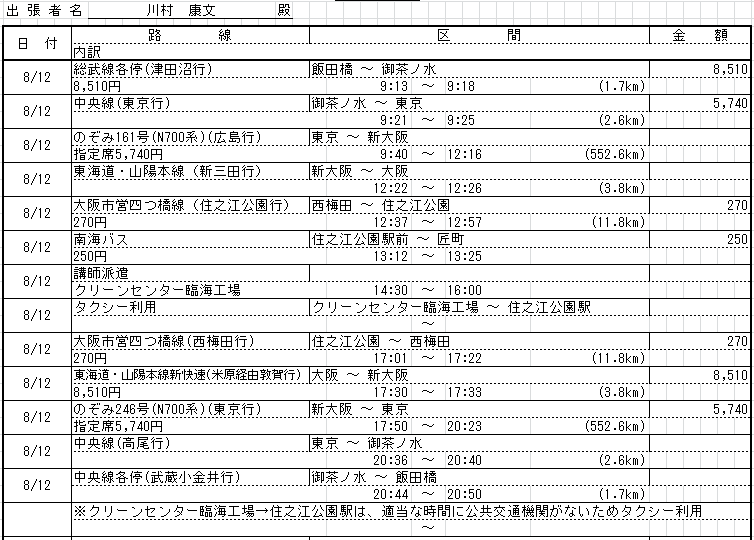 出張者名 川村 康文 殿
日 付 路 線 区 間 金 額
内訳
8/12 総武線各停(津田沼行) 飯田橋 ～ 御茶ノ水 8,510
8,510円 9:13 ～ 9:18 (1.7km)
8/12 中央線(東京行) 御茶ノ水 ～ 東京 5,740
9:21 ～ 9:25 (2.6km)
8/12 のぞみ161号(N700系)(広島行) 東京 ～ 新大阪
指定席5,740円 9:40 ～ 12:16 (552.6km)
8/12 東海道・山陽本線（新三田行） 新大阪 ～ 大阪
12:22 ～ 12:26 (3.8km)
8/12 大阪市営四つ橋線（住之江公園行） 西梅田 ～ 住之江公園 270
270円 12:37 ～ 12:57 (11.8km)
8/12 南海バス 住之江公園駅前 ～ 匠町 250
250円 13:12 ～ 13:25
8/12 講師派遣
クリーンセンター臨海工場 14:30 ～ 16:00
8/12 タクシー利用 クリーンセンター臨海工場 ～ 住之江公園駅
～
8/12 大阪市営四つ橋線(西梅田行) 住之江公園 ～ 西梅田 270
270円 17:01 ～ 17:22 (11.8km)
8/12 東海道・山陽本線新快速(米原経由敦賀行) 大阪 ～ 新大阪 8,510
8,510円 17:30 ～ 17:33 (3.8km)
8/12 のぞみ246号(N700系)(東京行) 新大阪 ～ 東京 5,740
指定席5,740円 17:50 ～ 20:23 (552.6km)
8/12 中央線(高尾行) 東京 ～ 御茶ノ水
20:36 ～ 20:40 (2.6km)
8/12 中央線各停(武蔵小金井行) 御茶ノ水 ～ 飯田橋
20:44 ～ 20:50 (1.7km)
※クリーンセンター臨海工場→住之江公園駅は、適当な時間に公共交通機関がないためタクシー利用
～